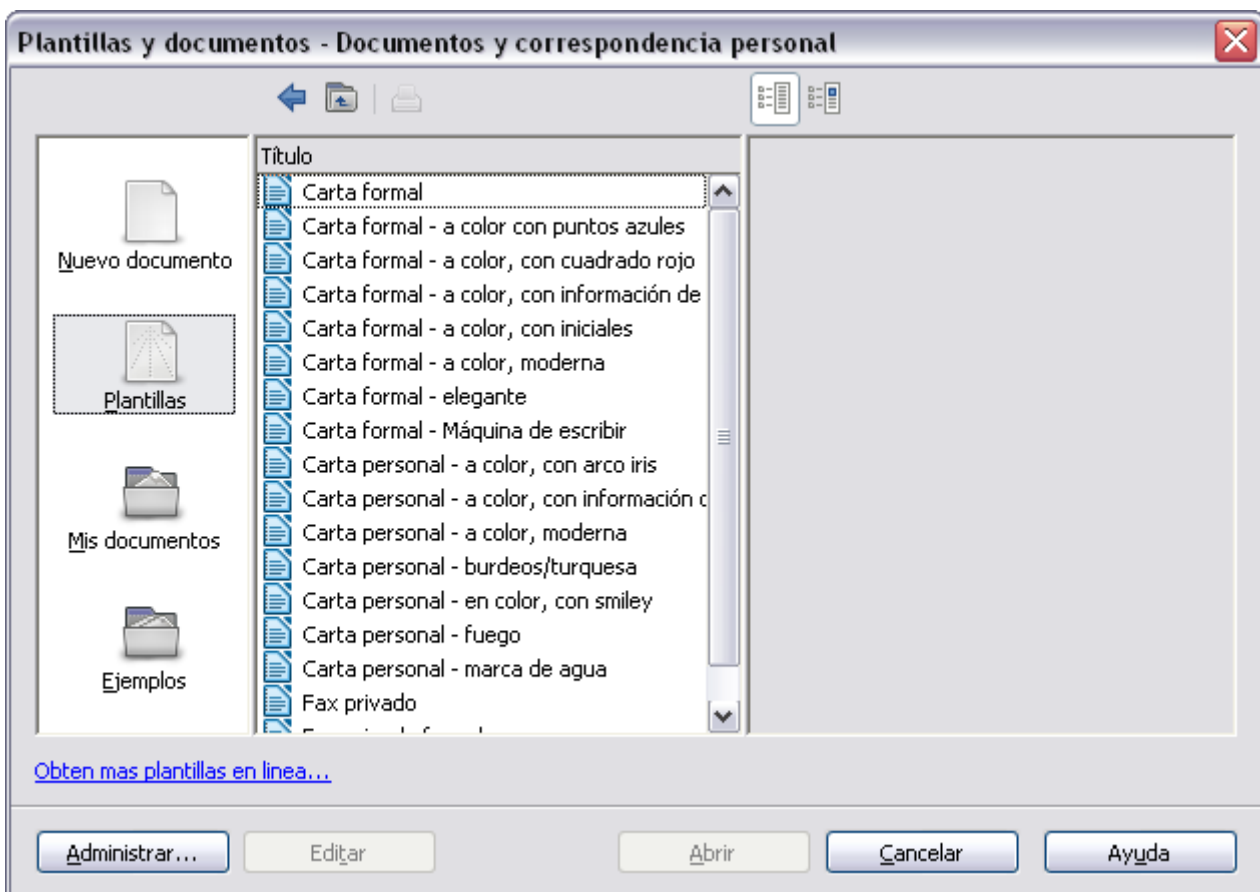 Plantillas y documentos - Documentos y correspondencia personal
Nuevo documento
Plantillas
Mis documentos
Ejemplos
Título
Carta formal
Carta formal - a color con puntos azules
Carta formal - a color, con cuadrado rojo
Carta formal - a color, con información de
Carta formal - a color, con iniciales
Carta formal - a color, moderna
Carta formal - elegante
Carta formal - Máquina de escribir
Carta personal - a color, con arco iris
Carta personal - a color, con información
Carta personal - a color, moderna
Carta personal - burdeos/turquesa
Carta personal - en color, con smiley
Carta personal - fuego
Carta personal - marca de agua
Fax privado
Obten mas plantillas en linea...
Administrar...
Editar
Abrir
Cancelar
Ayuda